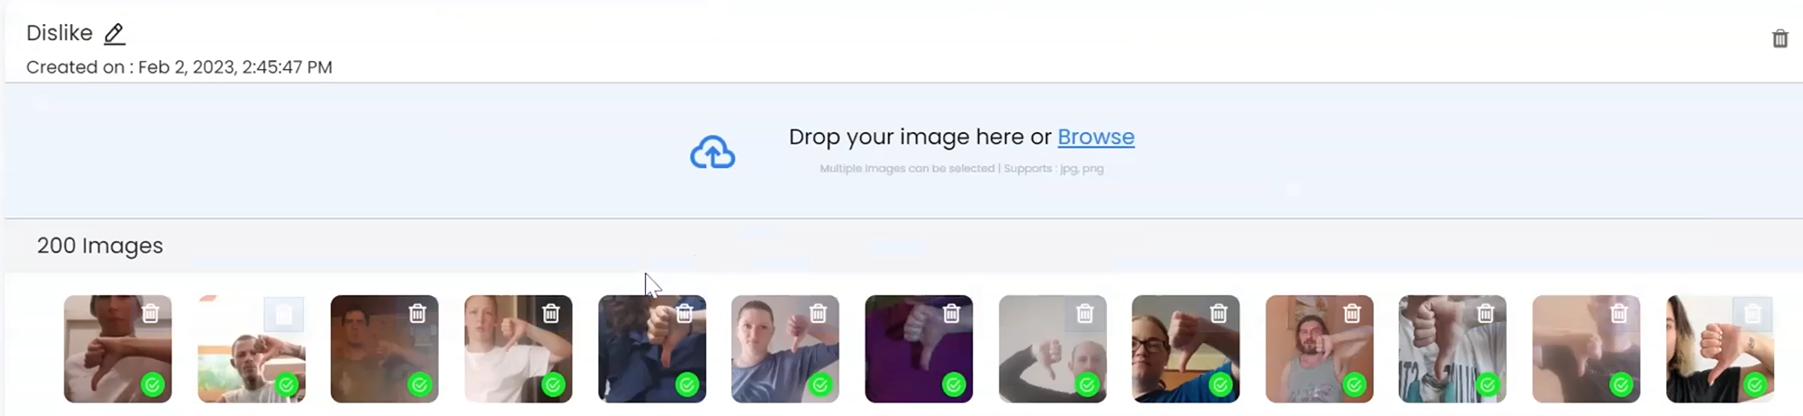 Dislike
Created on : Feb 2, 2023, 2:45:47 PM
Drop your image here or Browse
Multiple images can be selected | Supports : jpg, png
200 Images